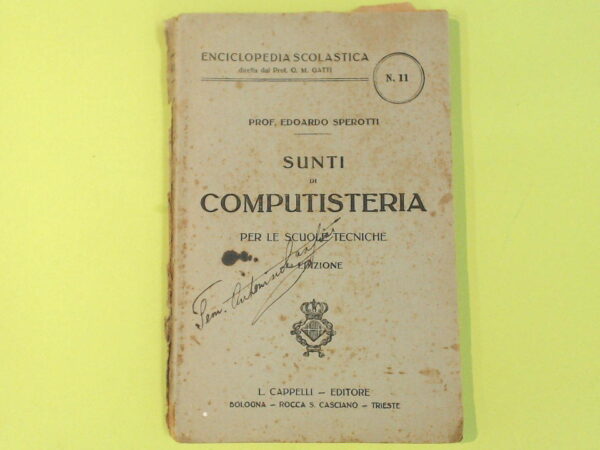 ENCICLOPEDIA SCOLASTICA
diretta dal Prof. G. M. GATTI
N. 11
PROF. EDOARDO SPEROTTI
SUNTI
DI
COMPUTISTERIA
PER LE SCUOLE TECNICHE
EDIZIONE
L. CAPPELLI – EDITORE
BOLOGNA – ROCCA S. CASCIANO – TRIESTE